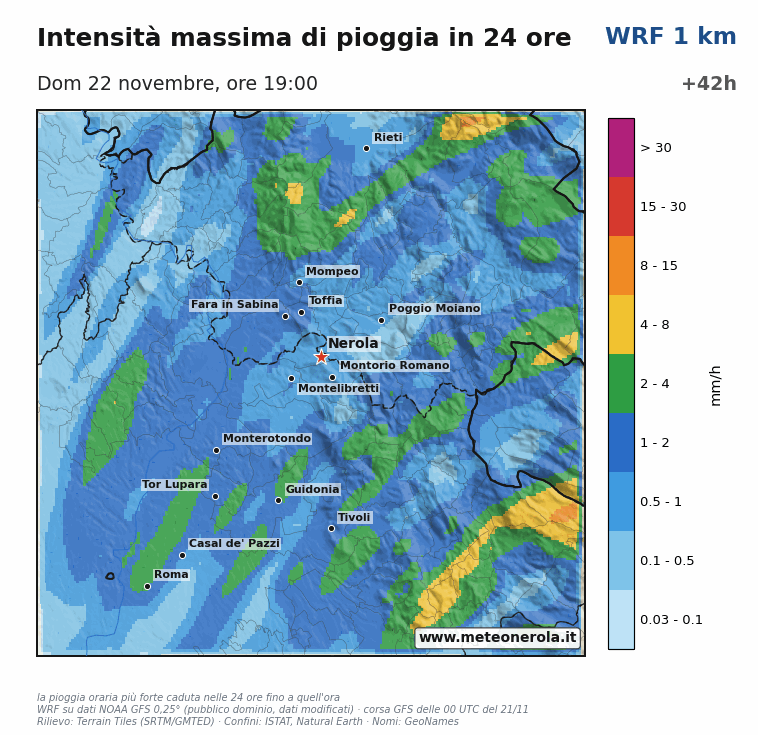 Intensità massima di pioggia in 24 ore
WRF 1 km
Dom 22 novembre, ore 19:00
+42h
Rieti
Mompeo
Fara in Sabina
Toffia
Poggio Moiano
Nerola
Montorio Romano
Montelibretti
Monterotondo
Tor Lupara
Guidonia
Tivoli
Casal de' Pazzi
Roma
www.meteonerola.it
> 30
15 - 30
8 - 15
4 - 8
2 - 4
1 - 2
0.5 - 1
0.1 - 0.5
0.03 - 0.1
mm/h
la pioggia oraria più forte caduta nelle 24 ore fino a quell'ora
WRF su dati NOAA GFS 0,25° (pubblico dominio, dati modificati) · corsa GFS delle 00 UTC del 21/11
Rilievo: Terrain Tiles (SRTM/GMTED) · Confini: ISTAT, Natural Earth · Nomi: GeoNames